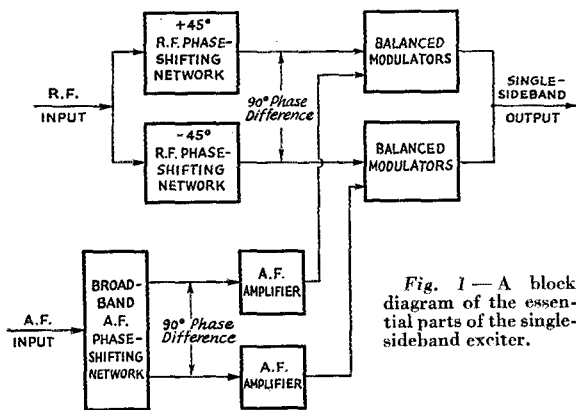 +45°
R.F. PHASE-
SHIFTING
NETWORK
BALANCED
MODULATORS
R.F.
INPUT
90° Phase
Difference
SINGLE-
SIDEBAND
OUTPUT
-45°
R.F. PHASE-
SHIFTING
NETWORK
BALANCED
MODULATORS
BROAD-
BAND
A.F.
PHASE-
SHIFTING
NETWORK
A.F.
AMPLIFIER
A.F.
INPUT
90° Phase
Difference
A.F.
AMPLIFIER
Fig. 1 — A block
diagram of the essen-
tial parts of the single-
sideband exciter.